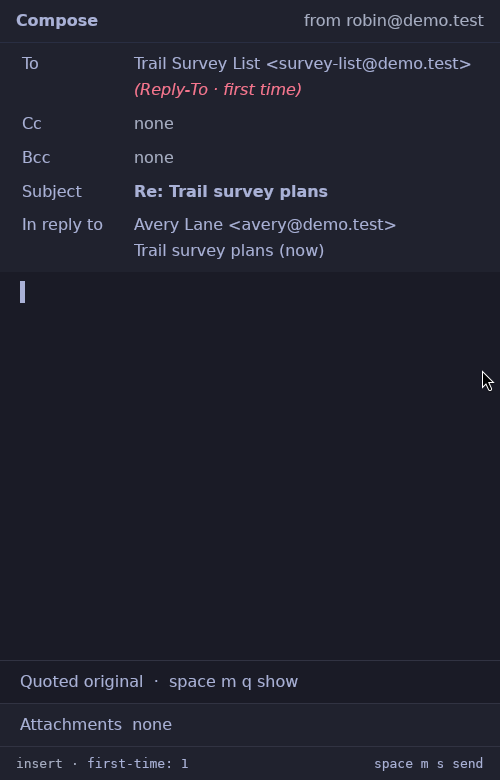 Compose from robin@demo.test
To Trail Survey List <survey-list@demo.test>
(Reply-To · first time)
Cc none
Bcc none
Subject Re: Trail survey plans
In reply to Avery Lane <avery@demo.test>
Trail survey plans (now)
Quoted original · space m q show
Attachments none
insert · first-time: 1 space m s send